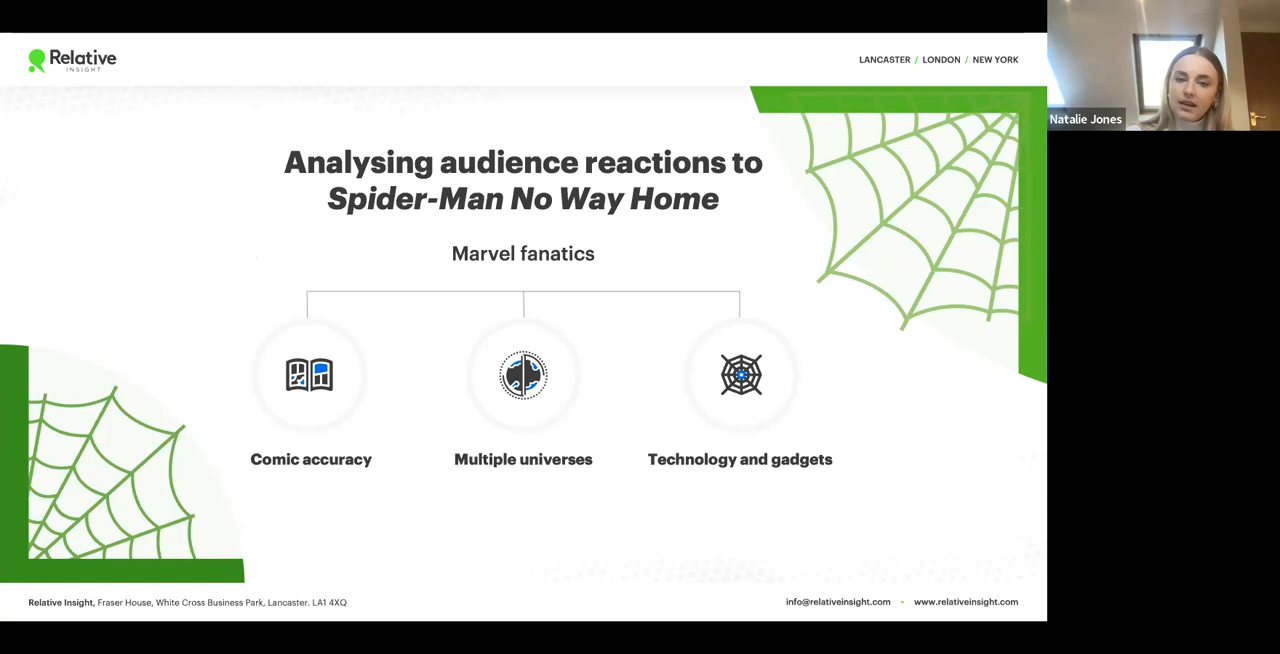 Relative
INSIGHT
LANCASTER / LONDON / NEW YORK
Natalie Jones
Analysing audience reactions to
Spider-Man No Way Home
Marvel fanatics
Comic accuracy
Multiple universes
Technology and gadgets
Relative Insight, Fraser House, White Cross Business Park, Lancaster. LA1 4XQ
info@relativeinsight.com • www.relativeinsight.com